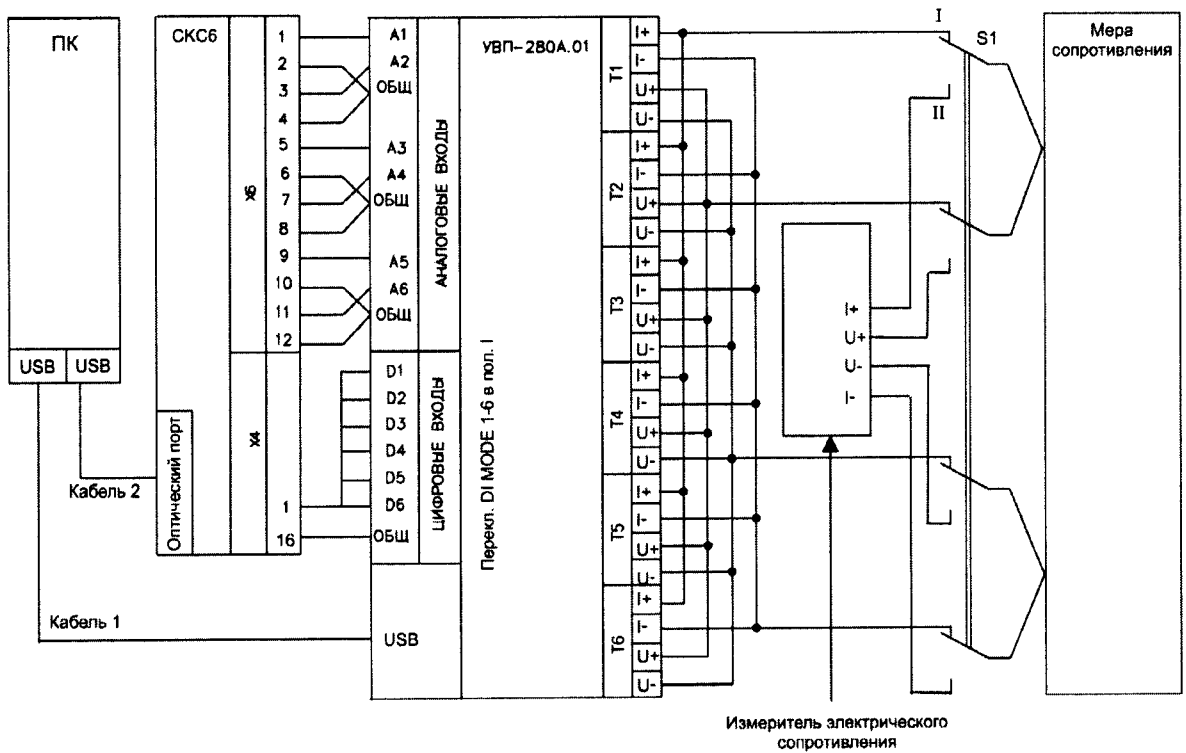 ПК
USB
USB
Кабель 2
Кабель 1
СКС6
X6
1
2
3
4
5
6
7
8
9
10
11
12
X4
1
16
Оптический порт
A1
A2
ОБЩ
A3
A4
ОБЩ
A5
A6
ОБЩ
АНАЛОГОВЫЕ ВХОДЫ
D1
D2
D3
D4
D5
D6
ОБЩ
ЦИФРОВЫЕ ВХОДЫ
USB
УВП-280А.01
Перекл. DI MODE 1-6 в пол. I
T1
I+
I-
U+
U-
T2
I+
I-
U+
U-
T3
I+
I-
U+
U-
T4
I+
I-
U+
U-
T5
I+
I-
U+
U-
T6
I+
I-
U+
U-
I
II
S1
I+
U+
U-
I-
Измеритель электрического
сопротивления
Мера
сопротивления